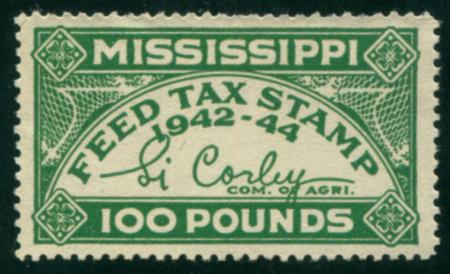 MISSISSIPPI
FEED TAX STAMP
1942-44
Si Corley
COM. OF AGRI.
100 POUNDS